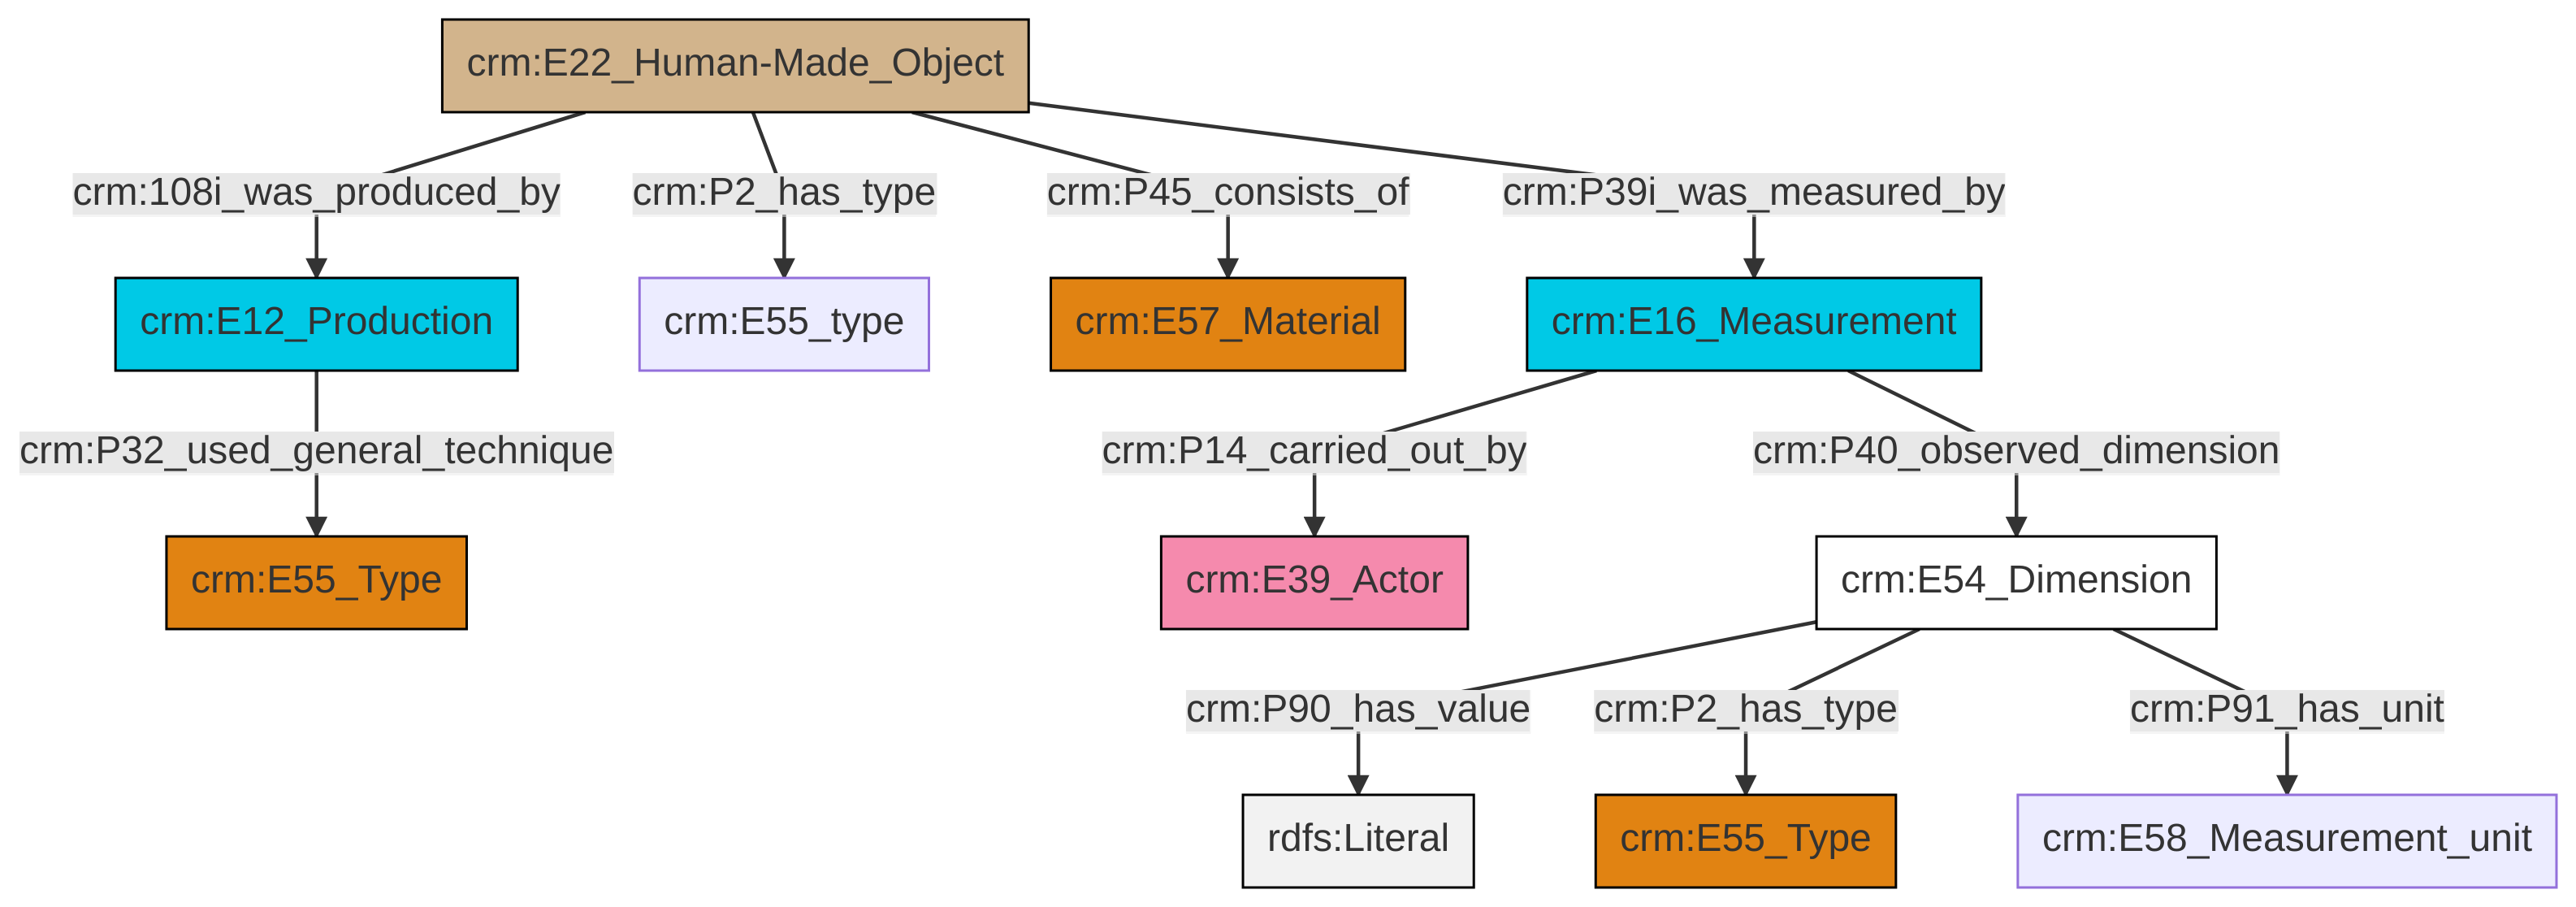 crm:E22_Human-Made_Object
crm:108i_was_produced_by
crm:P2_has_type
crm:P45_consists_of
crm:P39i_was_measured_by
crm:E12_Production
crm:E55_type
crm:E57_Material
crm:E16_Measurement
crm:P32_used_general_technique
crm:P14_carried_out_by
crm:P40_observed_dimension
crm:E55_Type
crm:E39_Actor
crm:E54_Dimension
crm:P90_has_value
crm:P2_has_type
crm:P91_has_unit
rdfs:Literal
crm:E55_Type
crm:E58_Measurement_unit